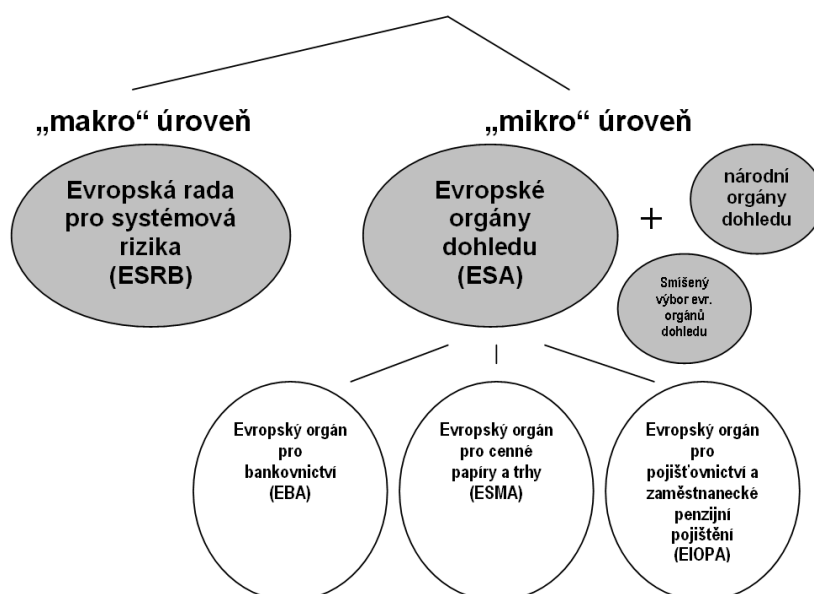 „makro“ úroveň
Evropská rada
pro systémová
rizika
(ESRB)
„mikro“ úroveň
Evropské
orgány
dohledu
(ESA)
+
národní
orgány
dohledu
Smíšený
výbor evr.
orgánů
dohledu
Evropský orgán
pro
bankovnictví
(EBA)
Evropský orgán
pro cenné
papíry a trhy
(ESMA)
Evropský orgán
pro
pojišťovnictví a
zaměstnanecké
penzijní
pojištění
(EIOPA)